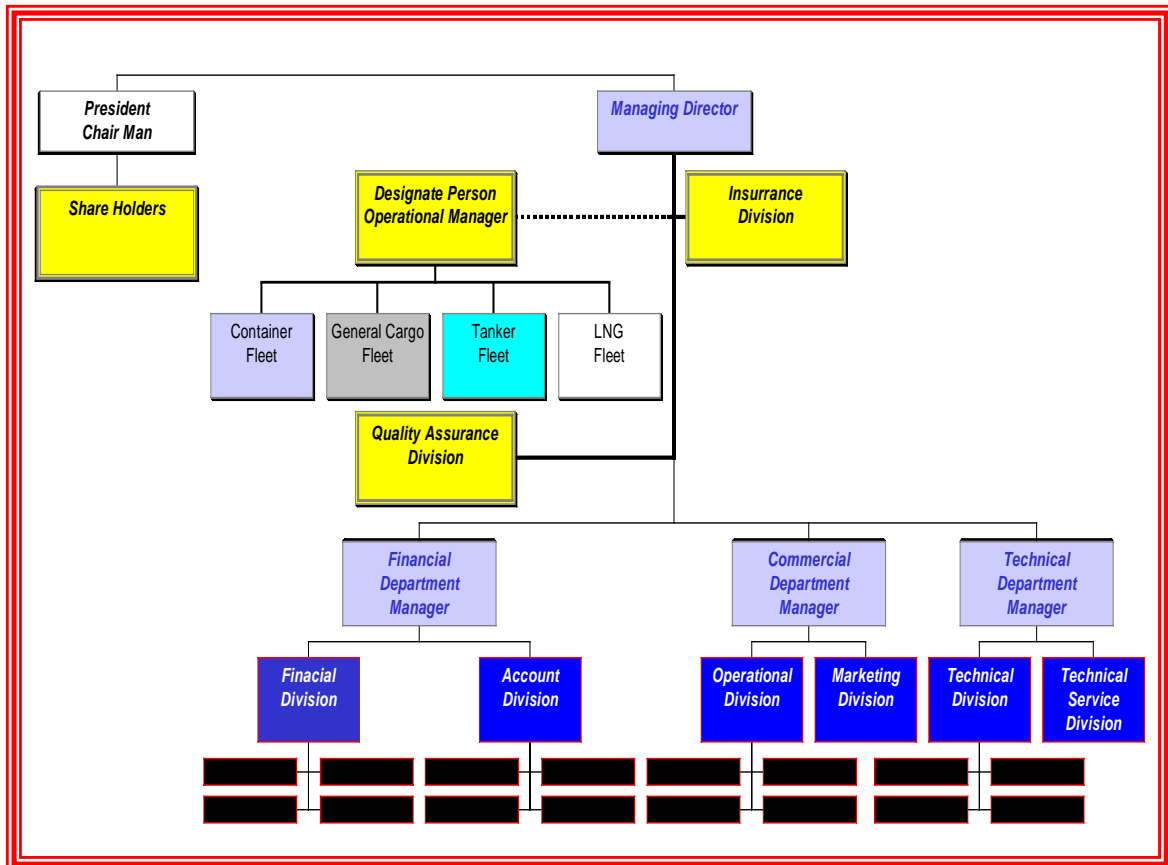 President
Chair Man
Managing Director
Share Holders
Designate Person
Operational Manager
Insurrance
Division
Container
Fleet
General Cargo
Fleet
Tanker
Fleet
LNG
Fleet
Quality Assurance
Division
Financial
Department
Manager
Commercial
Department
Manager
Technical
Department
Manager
Finacial
Division
Account
Division
Operational
Division
Marketing
Division
Technical
Division
Technical
Service
Division